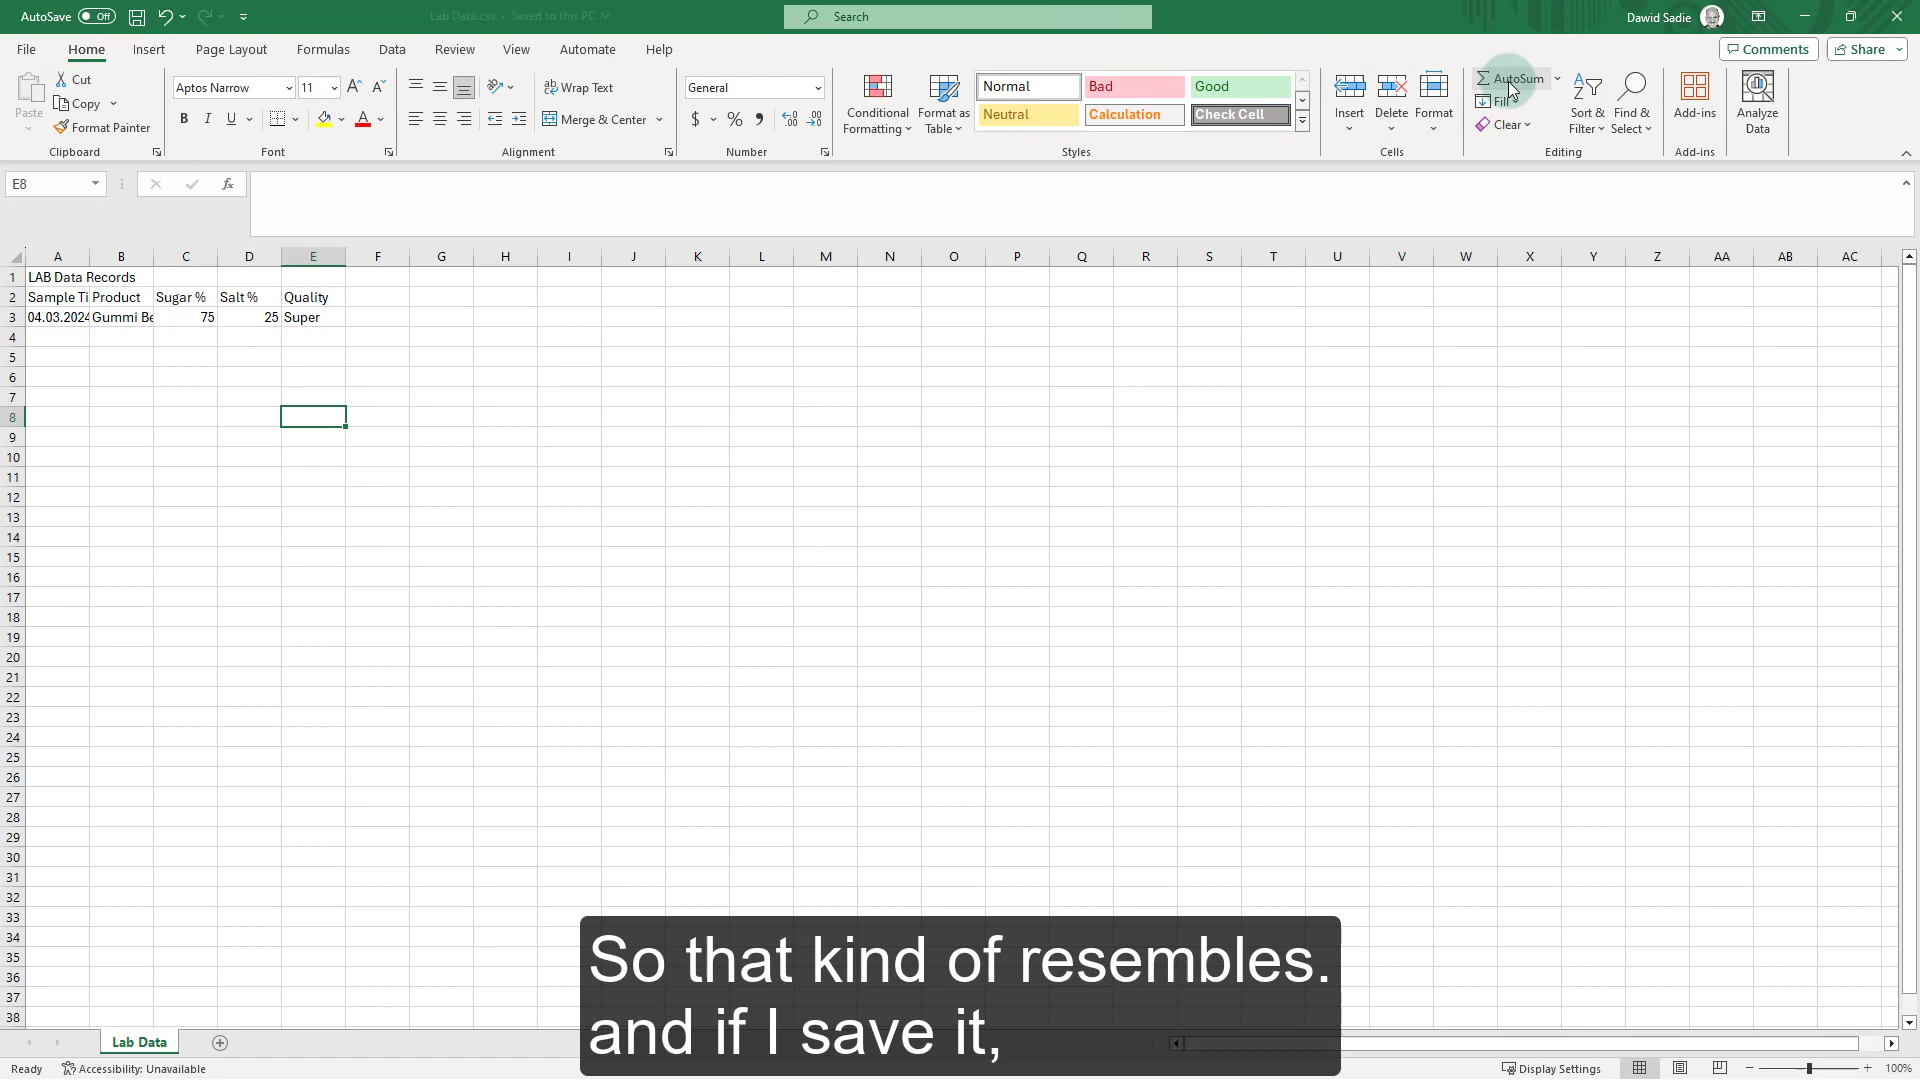 AutoSave Off Lab Data.csv • Saved to this PC Search Dawid Sadie
File Home Insert Page Layout Formulas Data Review View Automate Help Comments Share
Paste
Cut
Copy
Format Painter
Clipboard
Aptos Narrow 11
B I U A
Font
Wrap Text
Merge & Center
Alignment
General
$ %
Number
Conditional Formatting
Format as Table
Normal Bad Good
Neutral Calculation Check Cell
Styles
Insert Delete Format
Cells
AutoSum
Fill
Clear
Sort & Filter
Find & Select
Editing
Add-ins
Add-ins
Analyze Data
E8 fx
A B C D E F G H I J K L M N O P Q R S T U V W X Y Z AA AB AC
1 LAB Data Records
2 Sample Ti Product Sugar % Salt % Quality
3 04.03.2024 Gummi Be 75 25 Super
4
5
6
7
8
9
10
11
12
13
14
15
16
17
18
19
20
21
22
23
24
25
26
27
28
29
30
31
32
33
34
35
36
37
38
So that kind of resembles.
and if I save it,
Lab Data
Ready Accessibility: Unavailable Display Settings 100%